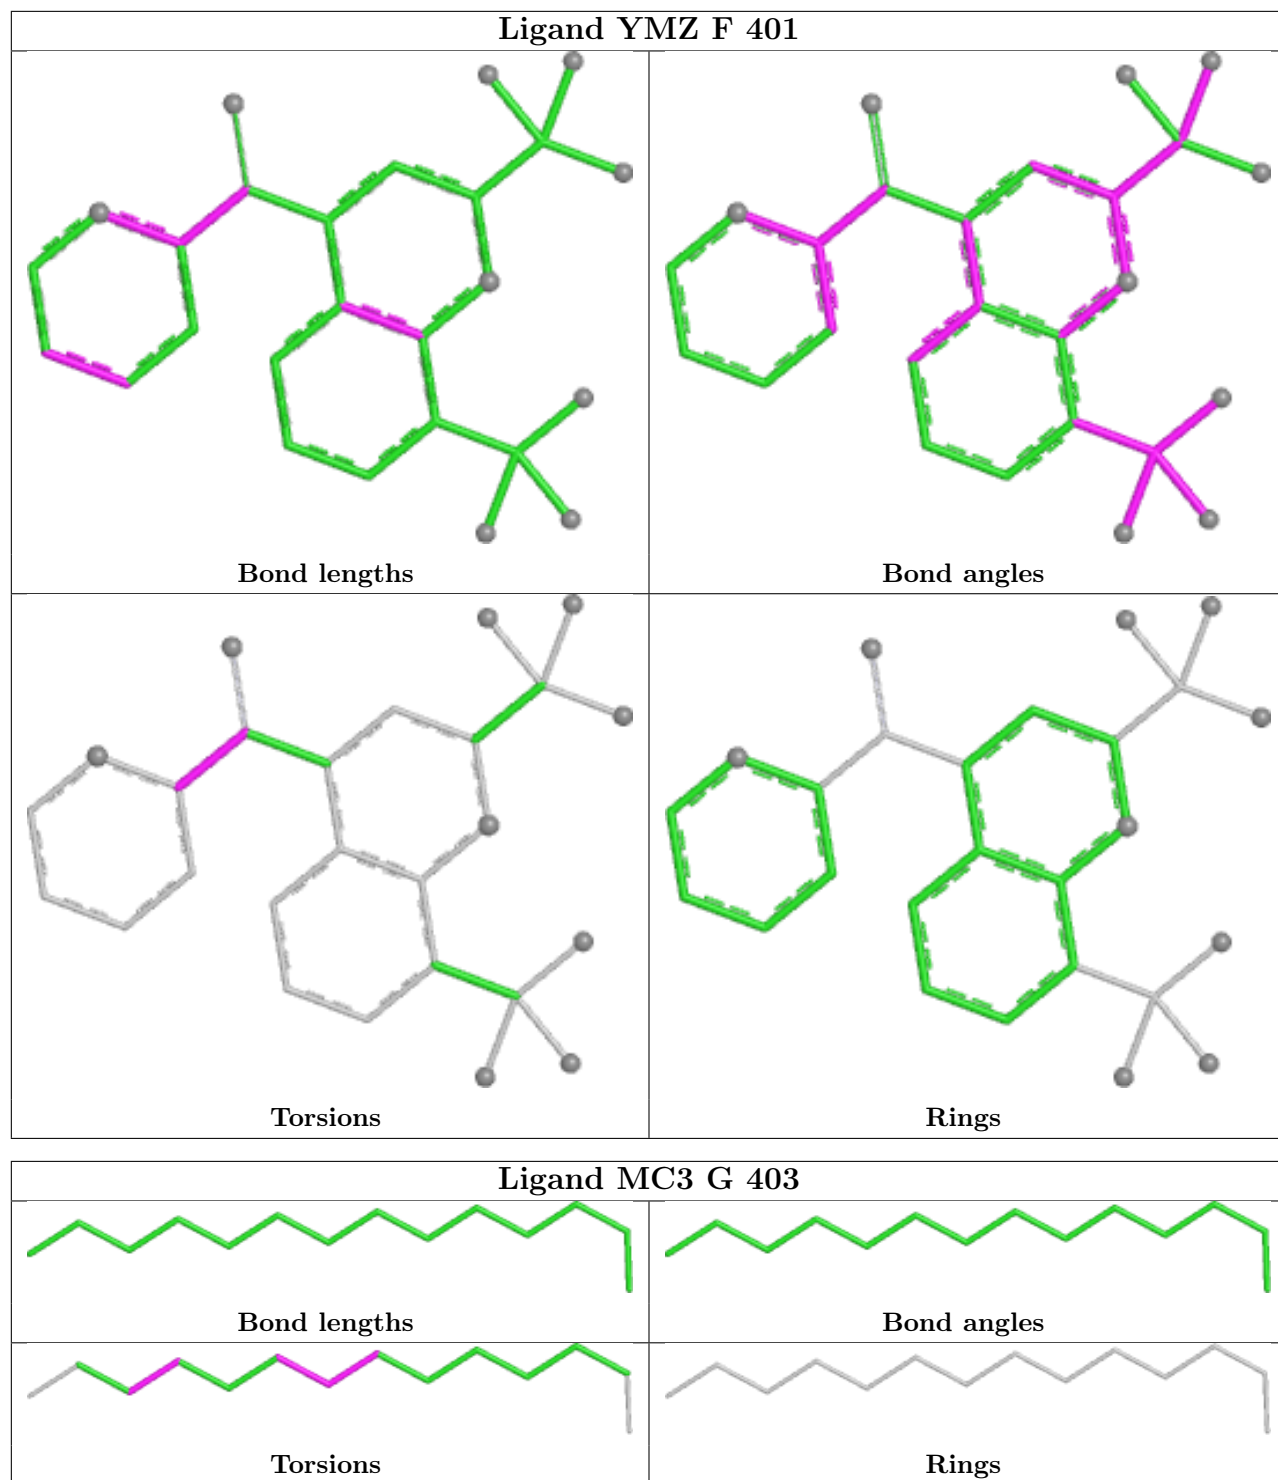 Ligand YMZ F 401
Bond lengths
Bond angles
Torsions
Rings
Ligand MC3 G 403
Bond lengths
Bond angles
Torsions
Rings